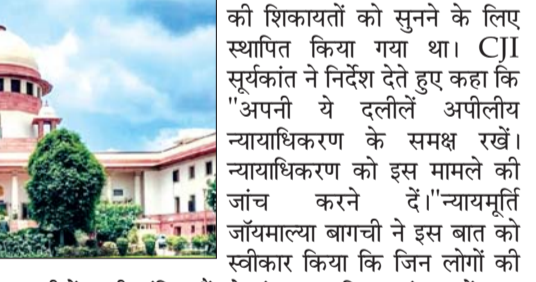 की शिकायतों को सुनने के लिए
स्थापित किया गया था। CJI
सूर्यकांत ने निर्देश देते हुए कहा कि
"अपनी ये दलीलें अपीलीय
न्यायाधिकरण के समक्ष रखें।
न्यायाधिकरण को इस मामले की
जांच करने दें।"न्यायमूर्ति
जॉयमाल्या बागची ने इस बात को
स्वीकार किया कि जिन लोगों की